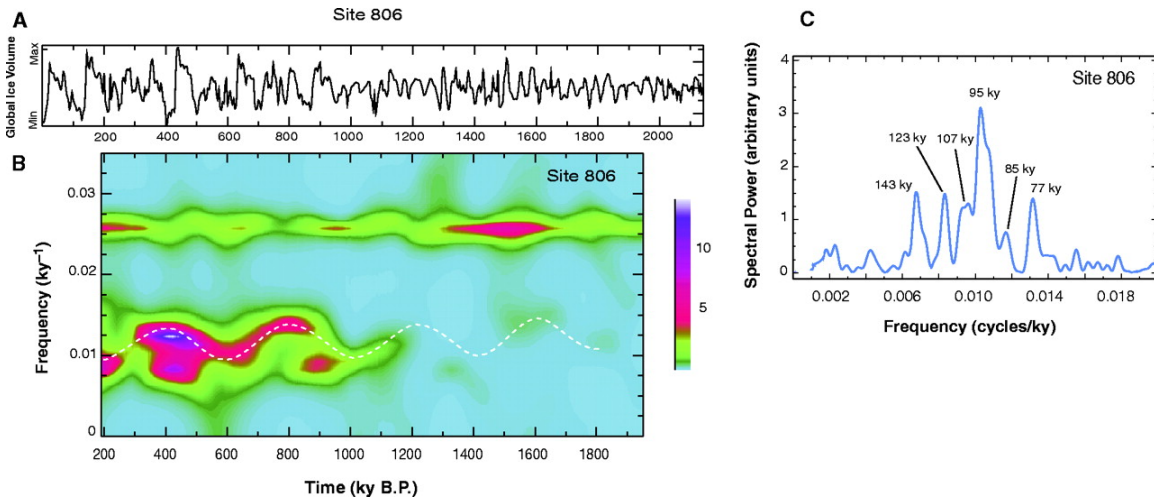 A
Site 806
Global Ice Volume
Max
Min
200 400 600 800 1000 1200 1400 1600 1800 2000
B
Site 806
Frequency (ky⁻¹)
0.03
0.02
0.01
0
200 400 600 800 1000 1200 1400 1600 1800
Time (ky B.P.)
10
5
C
Site 806
Spectral Power (arbitrary units)
4
3
2
1
0
95 ky
123 ky
107 ky
143 ky
85 ky
77 ky
0.002 0.006 0.010 0.014 0.018
Frequency (cycles/ky)